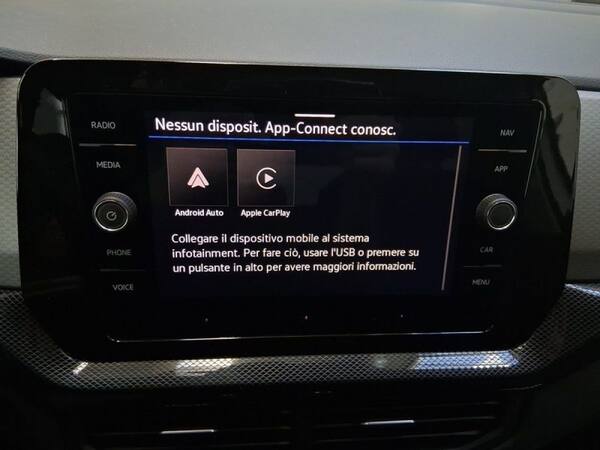 Nessun disposit. App-Connect conosc.
RADIO
MEDIA
PHONE
VOICE
NAV
APP
CAR
MENU
Android Auto
Apple CarPlay
Collegare il dispositivo mobile al sistema
infotainment. Per fare ciò, usare l'USB o premere su
un pulsante in alto per avere maggiori informazioni.